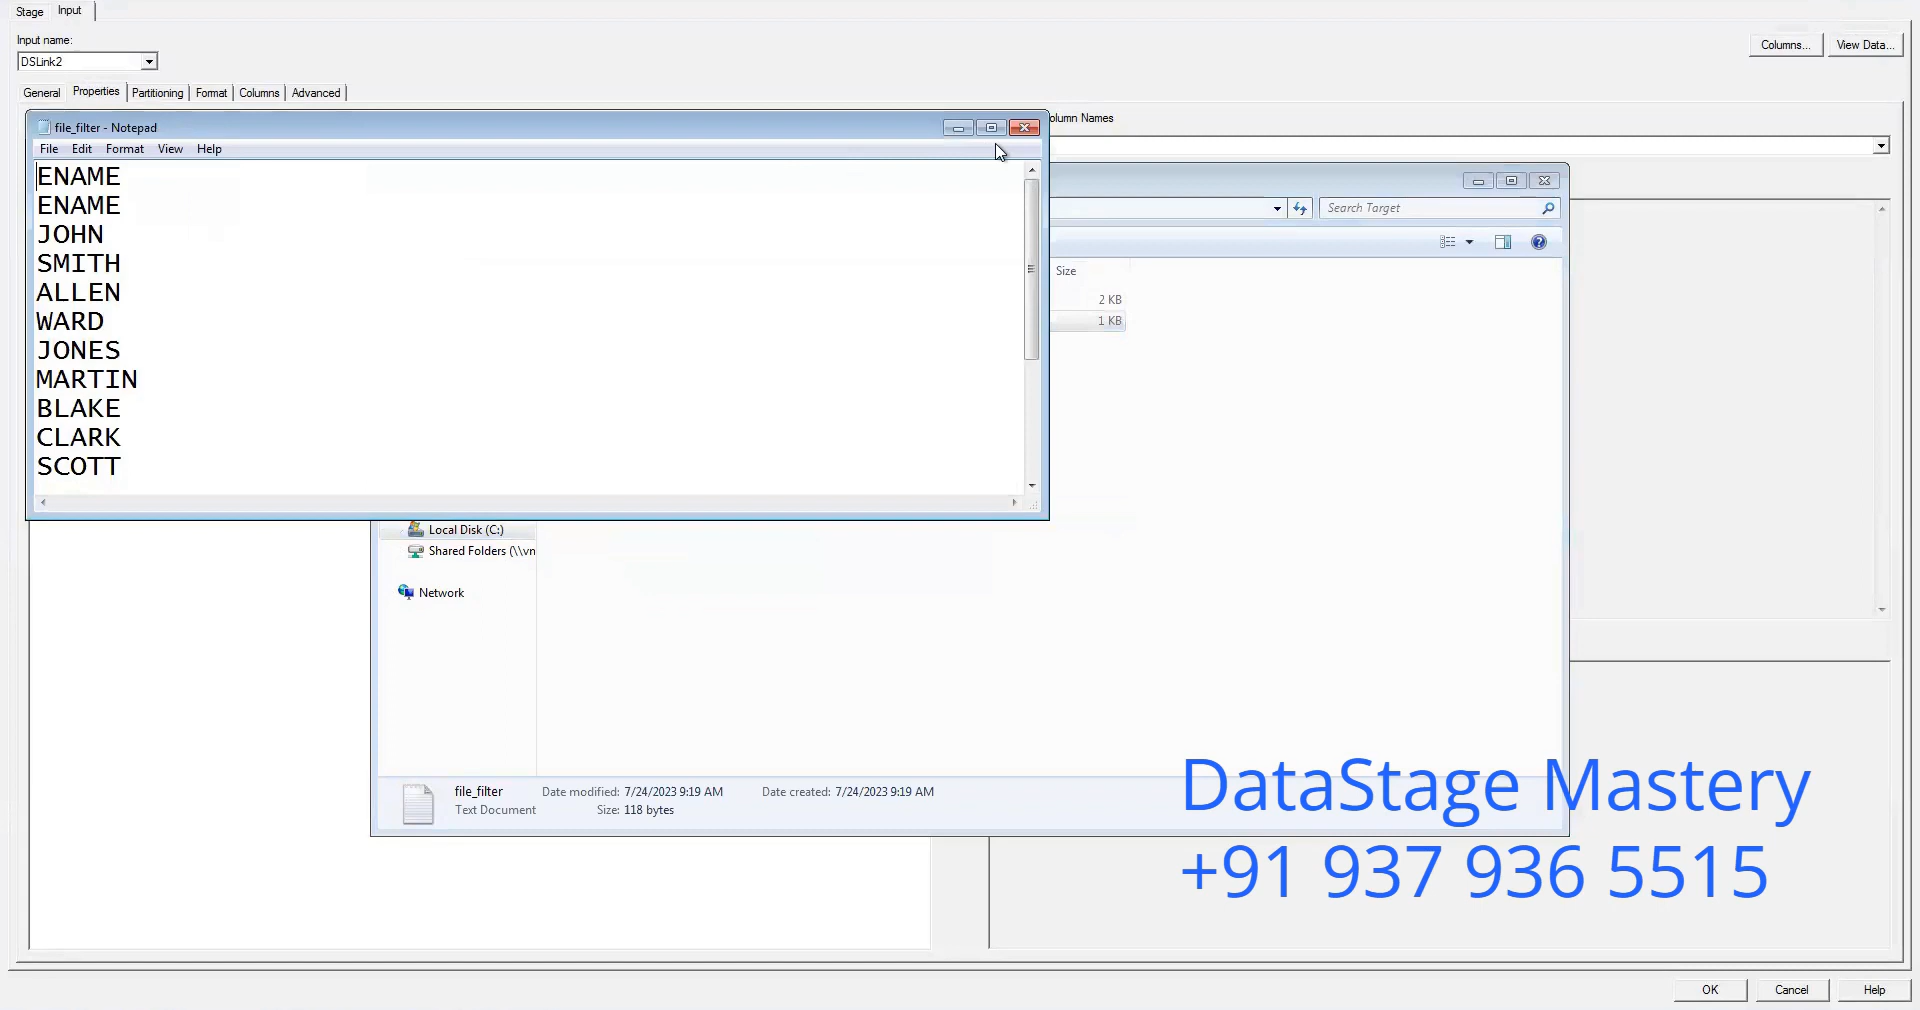 Stage Input
Input name:
DSLink2
Columns... View Data...
General Properties Partitioning Format Columns Advanced
file_filter - Notepad
File Edit Format View Help
ENAME
ENAME
JOHN
SMITH
ALLEN
WARD
JONES
MARTIN
BLAKE
CLARK
SCOTT
olumn Names
Search Target
Size
2 KB
1 KB
Local Disk (C:)
Shared Folders (\\vn
Network
file_filter Date modified: 7/24/2023 9:19 AM Date created: 7/24/2023 9:19 AM
Text Document Size: 118 bytes
DataStage Mastery
+91 937 936 5515
OK Cancel Help